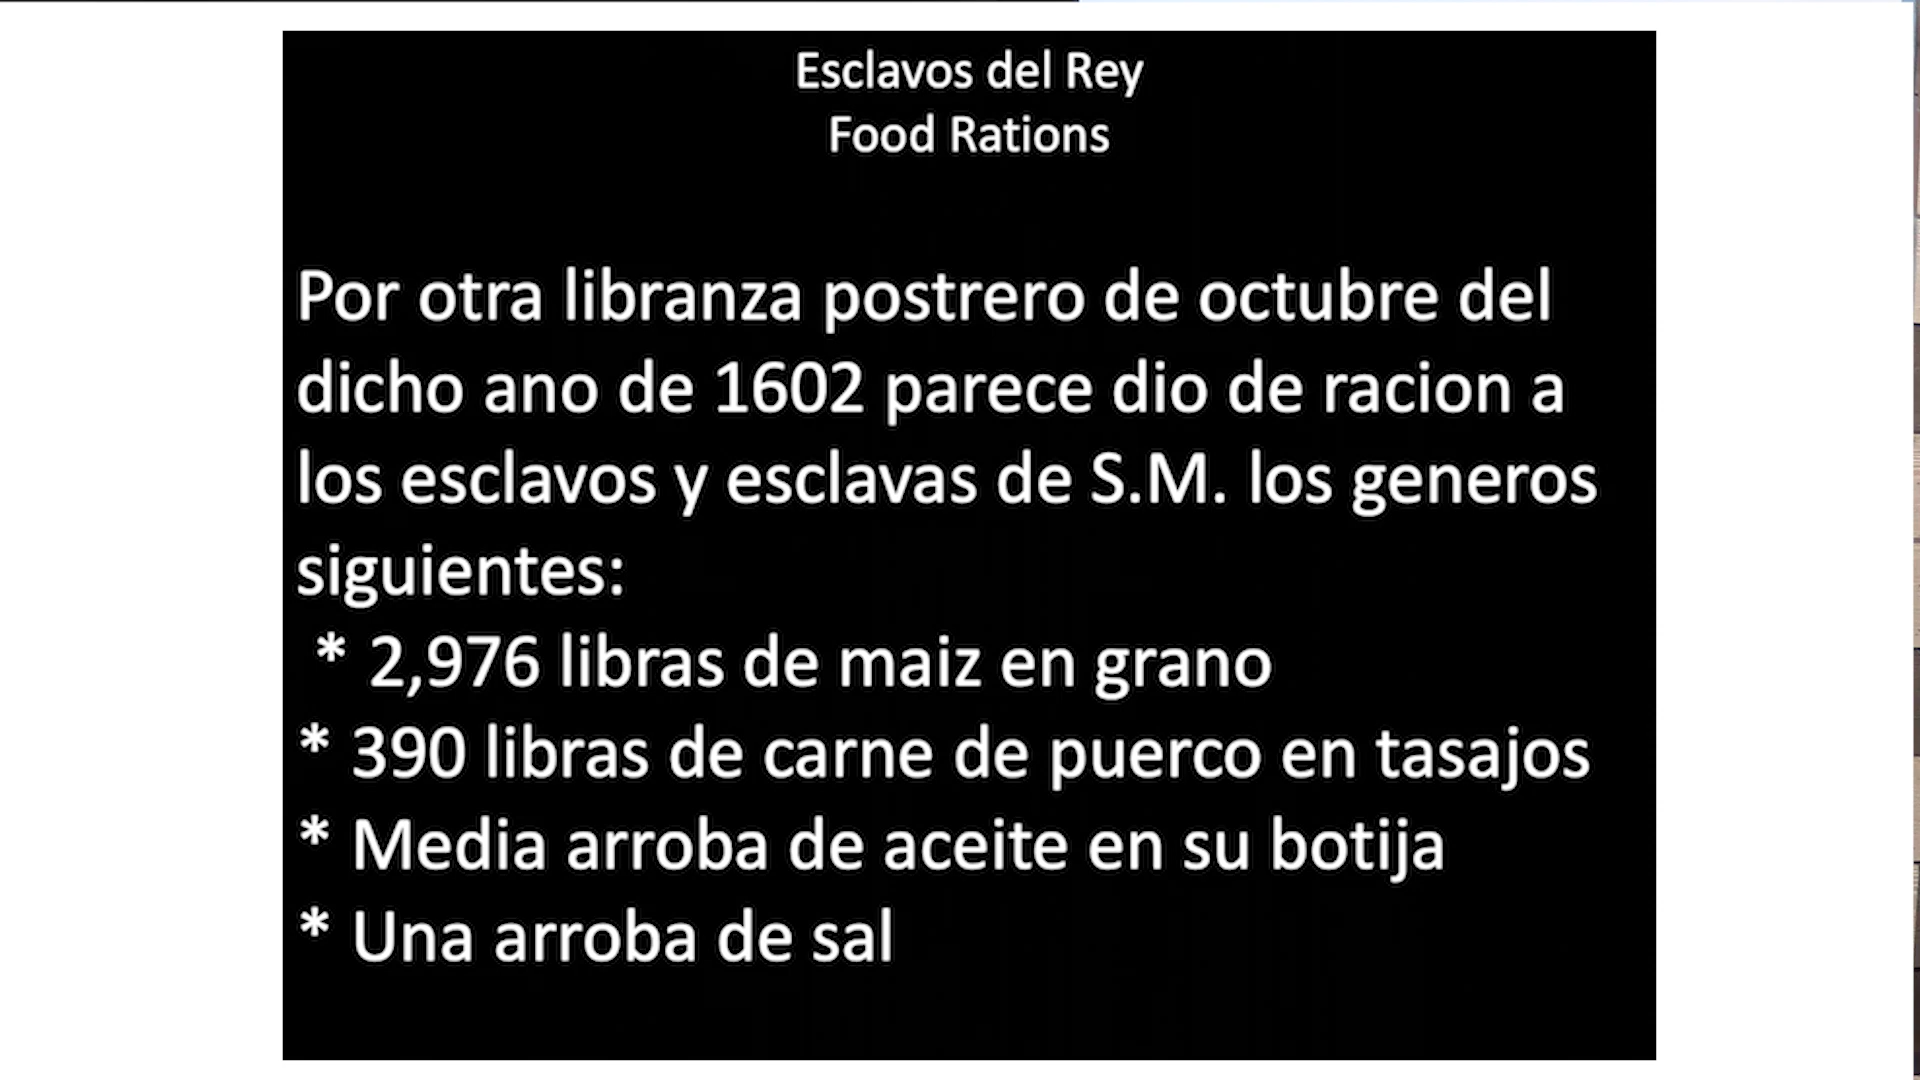 Esclavos del Rey
Food Rations
Por otra libranza postrero de octubre del
dicho ano de 1602 parece dio de racion a
los esclavos y esclavas de S.M. los generos
siguientes:
* 2,976 libras de maiz en grano
* 390 libras de carne de puerco en tasajos
* Media arroba de aceite en su botija
* Una arroba de sal